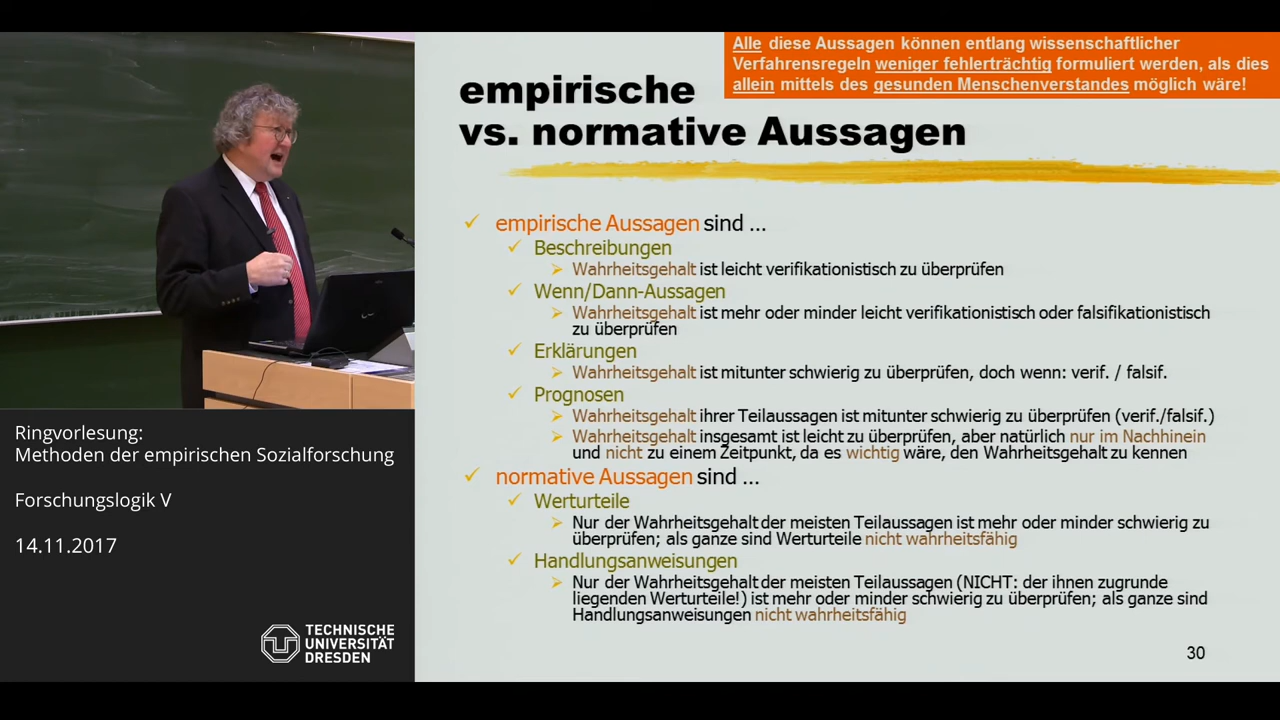 Alle diese Aussagen können entlang wissenschaftlicher
Verfahrensregeln weniger fehlerträchtig formuliert werden, als dies
allein mittels des gesunden Menschenverstandes möglich wäre!
empirische
vs. normative Aussagen
empirische Aussagen sind ...
Beschreibungen
Wahrheitsgehalt ist leicht verifikationistisch zu überprüfen
Wenn/Dann-Aussagen
Wahrheitsgehalt ist mehr oder minder leicht verifikationistisch oder falsifikationistisch
zu überprüfen
Erklärungen
Wahrheitsgehalt ist mitunter schwierig zu überprüfen, doch wenn: verif. / falsif.
Prognosen
Wahrheitsgehalt ihrer Teilaussagen ist mitunter schwierig zu überprüfen (verif./falsif.)
Wahrheitsgehalt insgesamt ist leicht zu überprüfen, aber natürlich nur im Nachhinein
und nicht zu einem Zeitpunkt, da es wichtig wäre, den Wahrheitsgehalt zu kennen
normative Aussagen sind ...
Werturteile
Nur der Wahrheitsgehalt der meisten Teilaussagen ist mehr oder minder schwierig zu
überprüfen; als ganze sind Werturteile nicht wahrheitsfähig
Handlungsanweisungen
Nur der Wahrheitsgehalt der meisten Teilaussagen (NICHT: der ihnen zugrunde
liegenden Werturteile!) ist mehr oder minder schwierig zu überprüfen; als ganze sind
Handlungsanweisungen nicht wahrheitsfähig
30
Ringvorlesung:
Methoden der empirischen Sozialforschung
Forschungslogik V
14.11.2017
TECHNISCHE
UNIVERSITÄT
DRESDEN